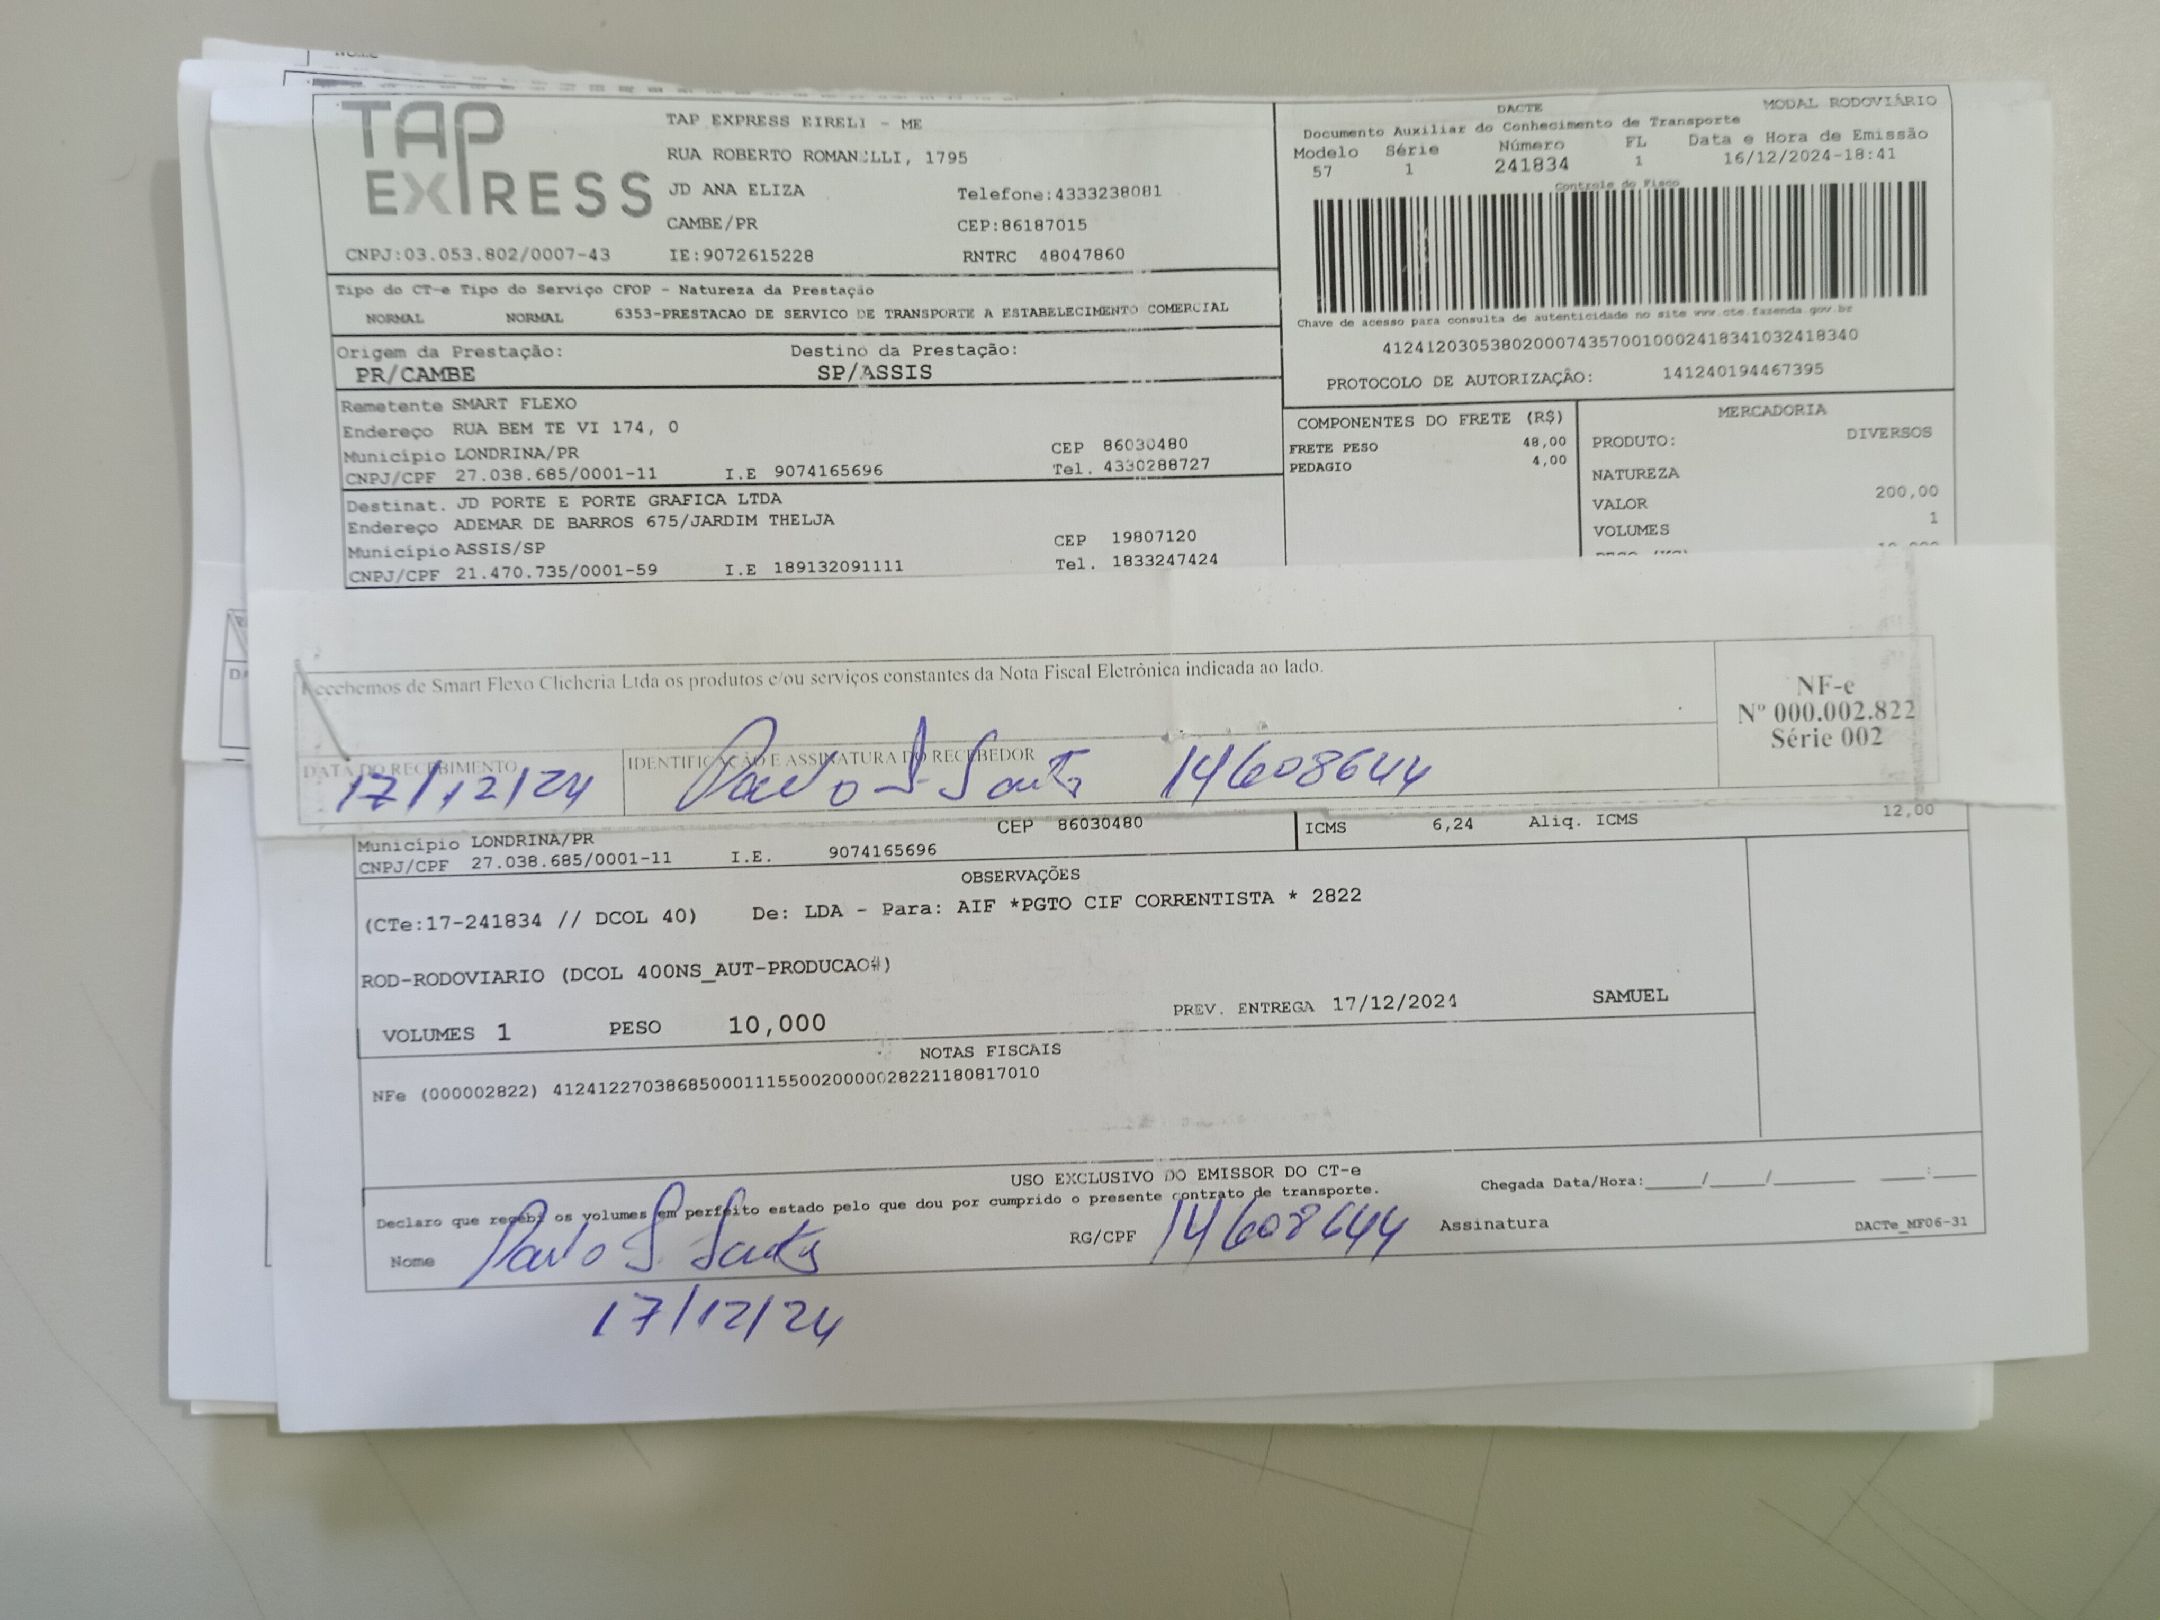 TAP EXPRESS
TAP EXPRESS EIRELI - ME
RUA ROBERTO ROMANELLI, 1795
JD ANA ELIZA Telefone:4333238081
CAMBE/PR CEP:86187015
CNPJ:03.053.802/0007-43 IE:9072615228 RNTRC 48047860
DACTE MODAL RODOVIÁRIO
Documento Auxiliar do Conhecimento de Transporte
Modelo Série Número FL Data e Hora de Emissão
57 1 241834 1 16/12/2024-18:41
Controle do Fisco
Chave de acesso para consulta de autenticidade no site www.cte.fazenda.gov.br
41241203053802000743570010002418341032418340
PROTOCOLO DE AUTORIZAÇÃO: 141240194467395
Tipo do CT-e Tipo do Serviço CFOP - Natureza da Prestação
NORMAL NORMAL 6353-PRESTACAO DE SERVICO DE TRANSPORTE A ESTABELECIMENTO COMERCIAL
Origem da Prestação: Destino da Prestação:
PR/CAMBE SP/ASSIS
Remetente SMART FLEXO
Endereço RUA BEM TE VI 174, 0
Município LONDRINA/PR CEP 86030480
CNPJ/CPF 27.038.685/0001-11 I.E 9074165696 Tel. 4330288727
Destinat. JD PORTE E PORTE GRAFICA LTDA
Endereço ADEMAR DE BARROS 675/JARDIM THELJA
Município ASSIS/SP CEP 19807120
CNPJ/CPF 21.470.735/0001-59 I.E 189132091111 Tel. 1833247424
COMPONENTES DO FRETE (R$)
FRETE PESO 48,00
PEDAGIO 4,00
MERCADORIA
PRODUTO: DIVERSOS
NATUREZA
VALOR 200,00
VOLUMES 1
Recebemos de Smart Flexo Clicheria Ltda os produtos e/ou serviços constantes da Nota Fiscal Eletrônica indicada ao lado.
NF-e
Nº 000.002.822
Série 002
DATA DO RECEBIMENTO IDENTIFICAÇÃO E ASSINATURA DO RECEBEDOR
17/12/24 Paulo S. Santos 14608644
Município LONDRINA/PR CEP 86030480
CNPJ/CPF 27.038.685/0001-11 I.E. 9074165696
ICMS 6,24 Aliq. ICMS 12,00
OBSERVAÇÕES
(CTe:17-241834 // DCOL 40) De: LDA - Para: AIF *PGTO CIF CORRENTISTA * 2822
ROD-RODOVIARIO (DCOL 400NS_AUT-PRODUCAO#)
VOLUMES 1 PESO 10,000 PREV. ENTREGA 17/12/2024 SAMUEL
NOTAS FISCAIS
NFe (000002822) 41241227038685000111550020000028221180817010
USO EXCLUSIVO DO EMISSOR DO CT-e
Declaro que recebi os volumes em perfeito estado pelo que dou por cumprido o presente contrato de transporte.
Chegada Data/Hora:_____/_____/_______ ____:____
Nome Paulo S. Santos RG/CPF 14608644 Assinatura DACTe_MF06-31
17/12/24